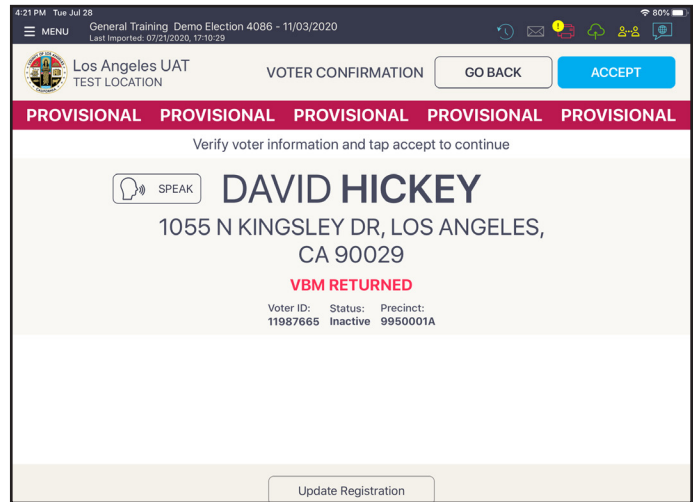 4:21 PM Tue Jul 28
80%
MENU
General Training Demo Election 4086 - 11/03/2020
Last Imported: 07/21/2020, 17:10:29
Los Angeles UAT
TEST LOCATION
VOTER CONFIRMATION
GO BACK
ACCEPT
PROVISIONAL PROVISIONAL PROVISIONAL PROVISIONAL PROVISIONAL
Verify voter information and tap accept to continue
SPEAK
DAVID HICKEY
1055 N KINGSLEY DR, LOS ANGELES,
CA 90029
VBM RETURNED
Voter ID: Status: Precinct:
11987665 Inactive 9950001A
Update Registration